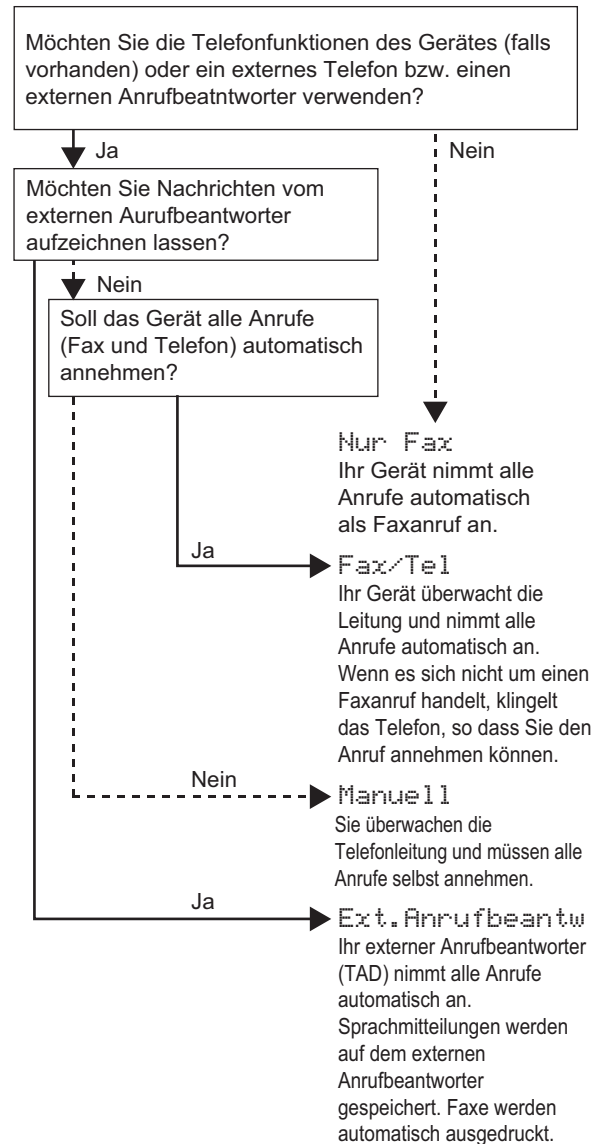 Möchten Sie die Telefonfunktionen des Gerätes (falls
vorhanden) oder ein externes Telefon bzw. einen
externen Anrufbeatntworter verwenden?
Ja
Nein
Möchten Sie Nachrichten vom
externen Aurufbeantworter
aufzeichnen lassen?
Nein
Soll das Gerät alle Anrufe
(Fax und Telefon) automatisch
annehmen?
Nur Fax
Ihr Gerät nimmt alle
Anrufe automatisch
als Faxanruf an.
Ja
Fax/Tel
Ihr Gerät überwacht die
Leitung und nimmt alle
Anrufe automatisch an.
Wenn es sich nicht um einen
Faxanruf handelt, klingelt
das Telefon, so dass Sie den
Anruf annehmen können.
Nein
Manuell
Sie überwachen die
Telefonleitung und müssen alle
Anrufe selbst annehmen.
Ja
Ext.Anrufbeantw
Ihr externer Anrufbeantworter
(TAD) nimmt alle Anrufe
automatisch an.
Sprachmitteilungen werden
auf dem externen
Anrufbeantworter
gespeichert. Faxe werden
automatisch ausgedruckt.